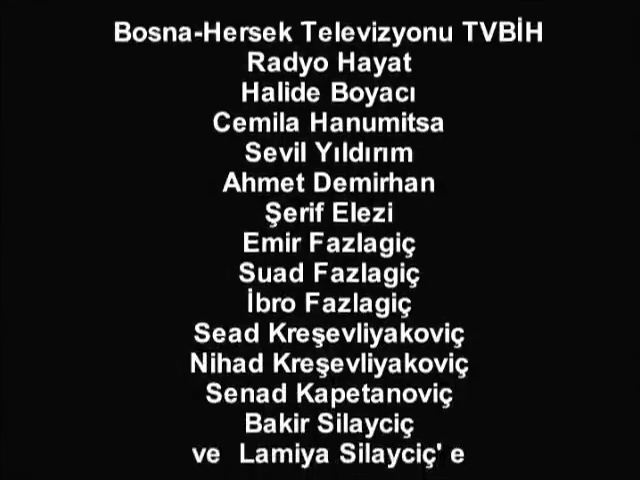 Bosna-Hersek Televizyonu TVBİH
Radyo Hayat
Halide Boyacı
Cemila Hanumitsa
Sevil Yıldırım
Ahmet Demirhan
Şerif Elezi
Emir Fazlagiç
Suad Fazlagiç
İbro Fazlagiç
Sead Kreşevliyakoviç
Nihad Kreşevliyakoviç
Senad Kapetanoviç
Bakir Silayciç
ve Lamiya Silayciç' e